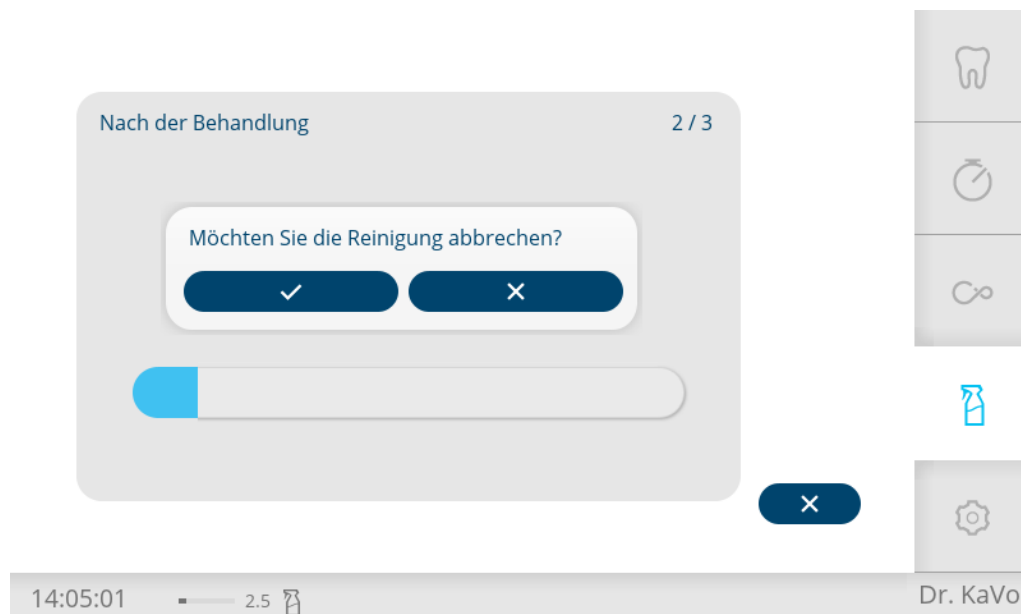 Nach der Behandlung 2 / 3
Möchten Sie die Reinigung abbrechen?
14:05:01 2.5 Dr. KaVo